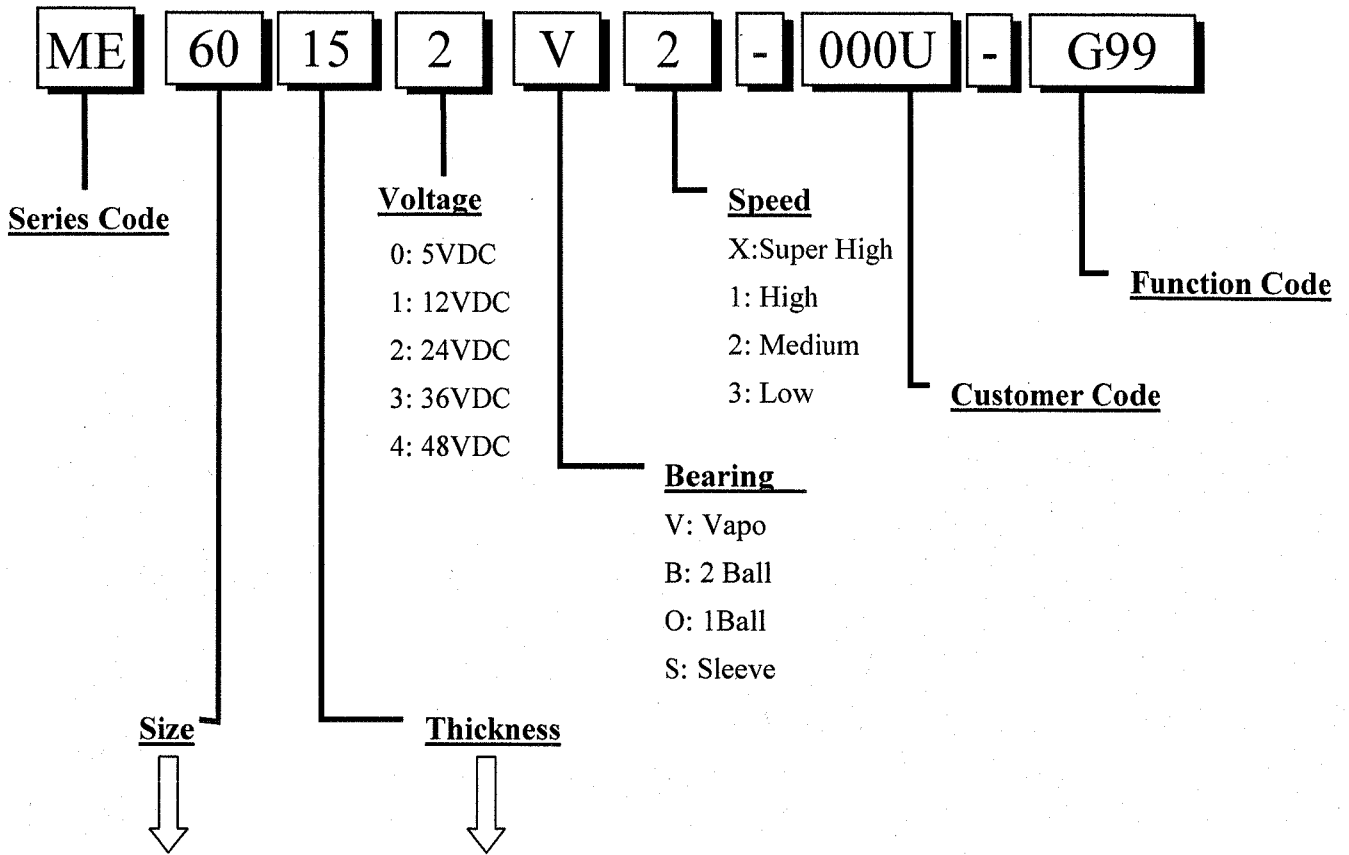 ME 60 15 2 V 2 - 000U - G99
Series Code
Voltage
0: 5VDC
1: 12VDC
2: 24VDC
3: 36VDC
4: 48VDC
Speed
X:Super High
1: High
2: Medium
3: Low
Function Code
Customer Code
Bearing
V: Vapo
B: 2 Ball
O: 1Ball
S: Sleeve
Size
Thickness